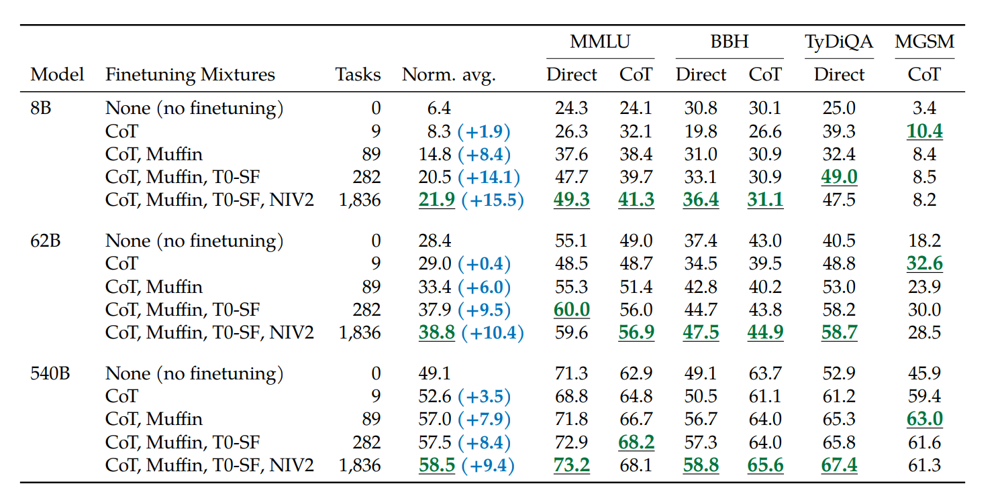 MMLU BBH TyDiQA MGSM
Model Finetuning Mixtures Tasks Norm. avg. Direct CoT Direct CoT Direct CoT
8B None (no finetuning) 0 6.4 24.3 24.1 30.8 30.1 25.0 3.4
CoT 9 8.3 (+1.9) 26.3 32.1 19.8 26.6 39.3 10.4
CoT, Muffin 89 14.8 (+8.4) 37.6 38.4 31.0 30.9 32.4 8.4
CoT, Muffin, T0-SF 282 20.5 (+14.1) 47.7 39.7 33.1 30.9 49.0 8.5
CoT, Muffin, T0-SF, NIV2 1,836 21.9 (+15.5) 49.3 41.3 36.4 31.1 47.5 8.2
62B None (no finetuning) 0 28.4 55.1 49.0 37.4 43.0 40.5 18.2
CoT 9 29.0 (+0.4) 48.5 48.7 34.5 39.5 48.8 32.6
CoT, Muffin 89 33.4 (+6.0) 55.3 51.4 42.8 40.2 53.0 23.9
CoT, Muffin, T0-SF 282 37.9 (+9.5) 60.0 56.0 44.7 43.8 58.2 30.0
CoT, Muffin, T0-SF, NIV2 1,836 38.8 (+10.4) 59.6 56.9 47.5 44.9 58.7 28.5
540B None (no finetuning) 0 49.1 71.3 62.9 49.1 63.7 52.9 45.9
CoT 9 52.6 (+3.5) 68.8 64.8 50.5 61.1 61.2 59.4
CoT, Muffin 89 57.0 (+7.9) 71.8 66.7 56.7 64.0 65.3 63.0
CoT, Muffin, T0-SF 282 57.5 (+8.4) 72.9 68.2 57.3 64.0 65.8 61.6
CoT, Muffin, T0-SF, NIV2 1,836 58.5 (+9.4) 73.2 68.1 58.8 65.6 67.4 61.3